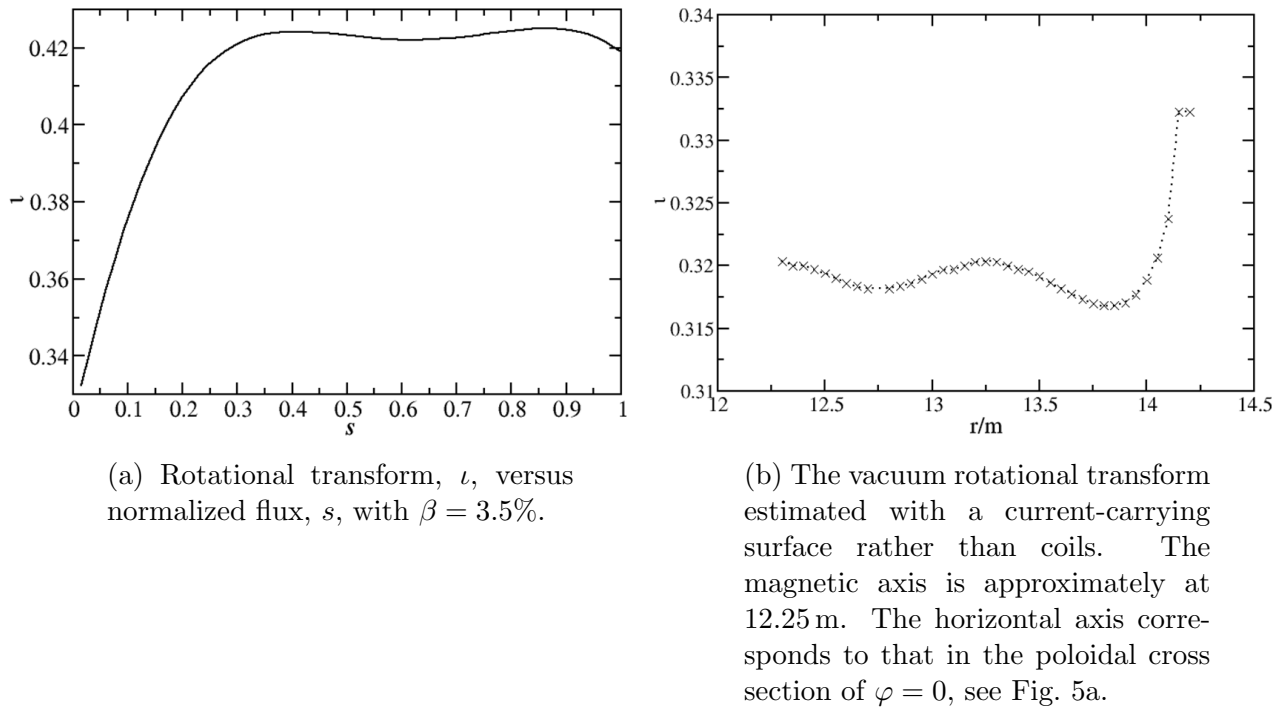 0.42
0.4
0.38
0.36
0.34
ι
0 0.1 0.2 0.3 0.4 0.5 0.6 0.7 0.8 0.9 1
s
(a) Rotational transform, ι, versus
normalized flux, s, with β = 3.5%.
0.34
0.335
0.33
0.325
0.32
0.315
0.31
ι
12 12.5 13 13.5 14 14.5
r/m
(b) The vacuum rotational transform
estimated with a current-carrying
surface rather than coils. The
magnetic axis is approximately at
12.25 m. The horizontal axis corre-
sponds to that in the poloidal cross
section of φ = 0, see Fig. 5a.